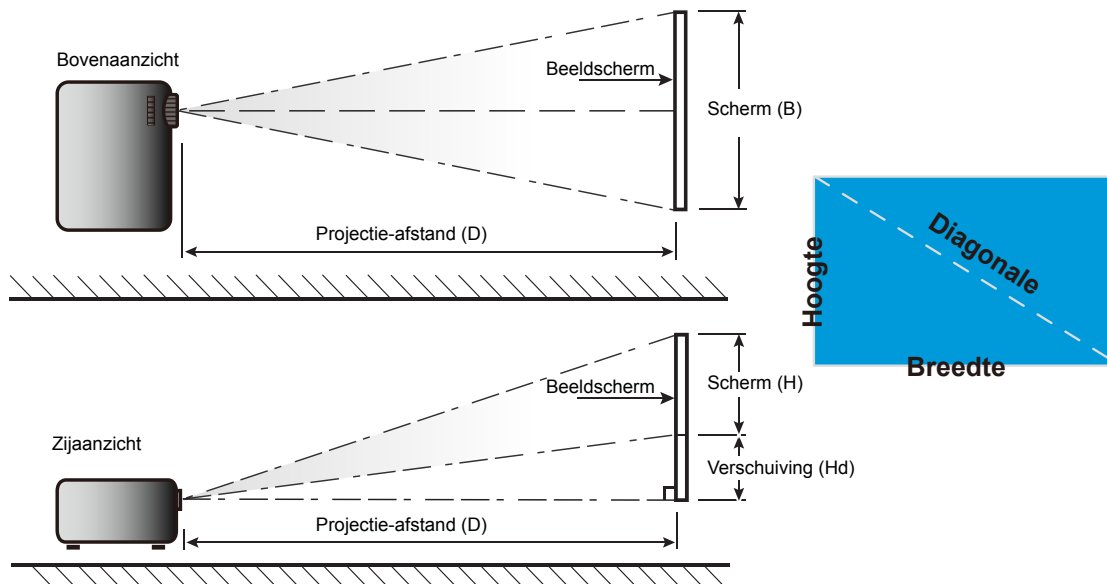 Bovenaanzicht
Beeldscherm
Scherm (B)
Projectie-afstand (D)
Hoogte
Diagonale
Breedte
Beeldscherm
Scherm (H)
Zijaanzicht
Verschuiving (Hd)
Projectie-afstand (D)